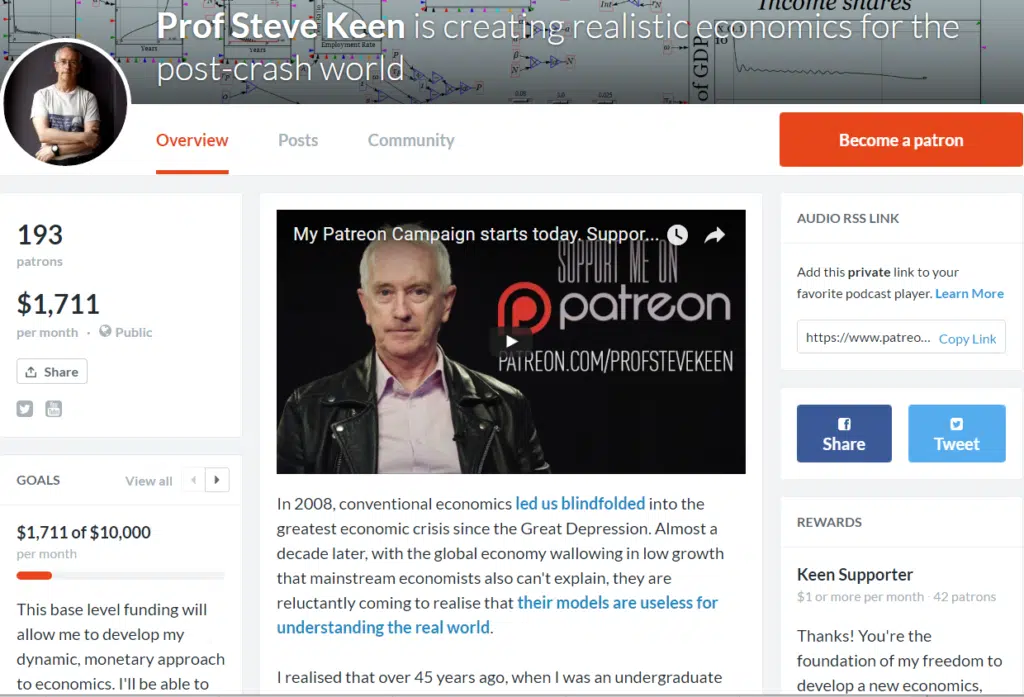 Income shares
Prof Steve Keen is creating realistic economics for the
post-crash world
Years
Years
Employment Rate
of GDP
Overview
Posts
Community
Become a patron
193
patrons
$1,711
per month · Public
Share
GOALS
View all
$1,711 of $10,000
per month
This base level funding will
allow me to develop my
dynamic, monetary approach
to economics. I'll be able to
My Patreon Campaign starts today. Suppor...
SUPPORT ME ON
patreon
PATREON.COM/PROFSTEVEKEEN
In 2008, conventional economics led us blindfolded into the
greatest economic crisis since the Great Depression. Almost a
decade later, with the global economy wallowing in low growth
that mainstream economists also can't explain, they are
reluctantly coming to realise that their models are useless for
understanding the real world.
I realised that over 45 years ago, when I was an undergraduate
AUDIO RSS LINK
Add this private link to your
favorite podcast player. Learn More
https://www.patreo... Copy Link
Share
Tweet
REWARDS
Keen Supporter
$1 or more per month · 42 patrons
Thanks! You're the
foundation of my freedom to
develop a new economics,